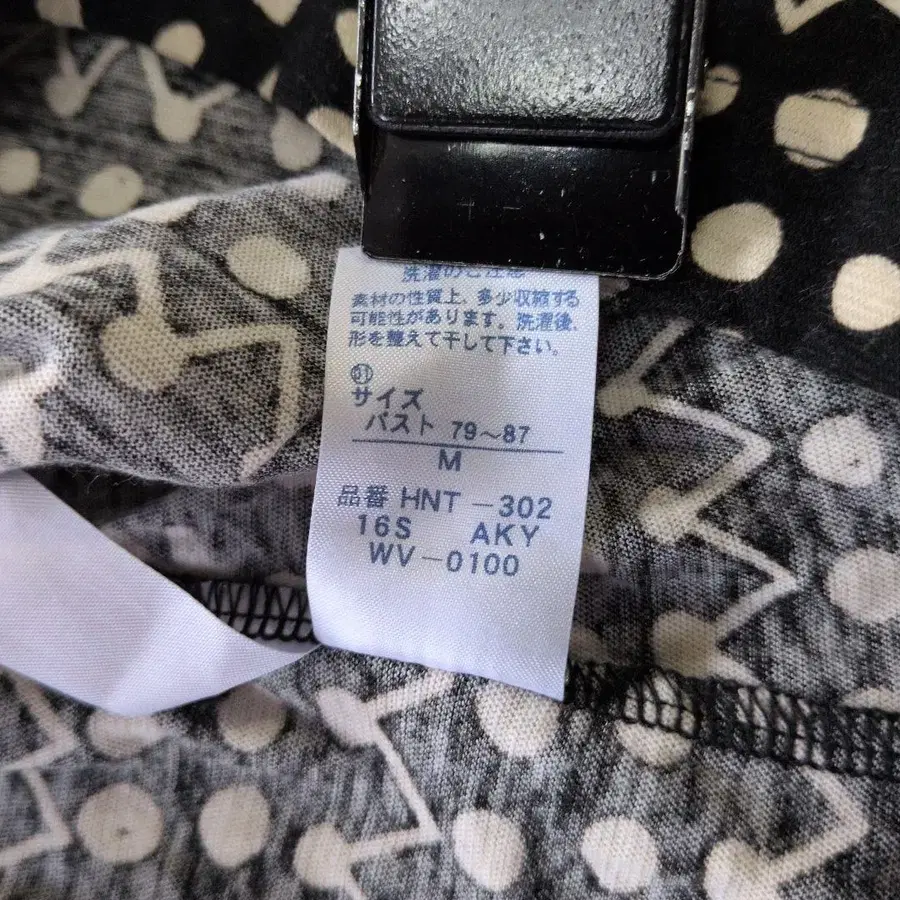 洗濯のご注意
素材の性質上、多少収縮する
可能性があります。洗濯後、
形を整えて干して下さい。
サイズ
バスト 79～87
M
品番 HNT-302
16S AKY
WV-0100